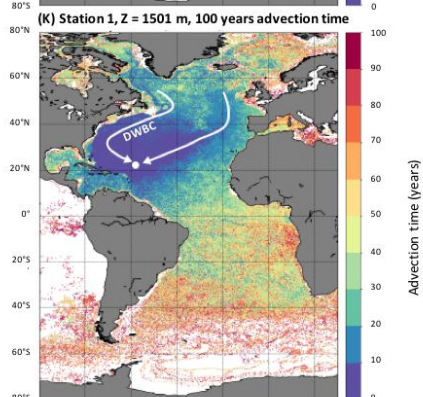 80°S
0
(K) Station 1, Z = 1501 m, 100 years advection time
80°N
60°N
40°N
20°N
0°
20°S
40°S
60°S
80°S
DWBC
100
90
80
70
60
50
40
30
20
10
0
Advection time (years)